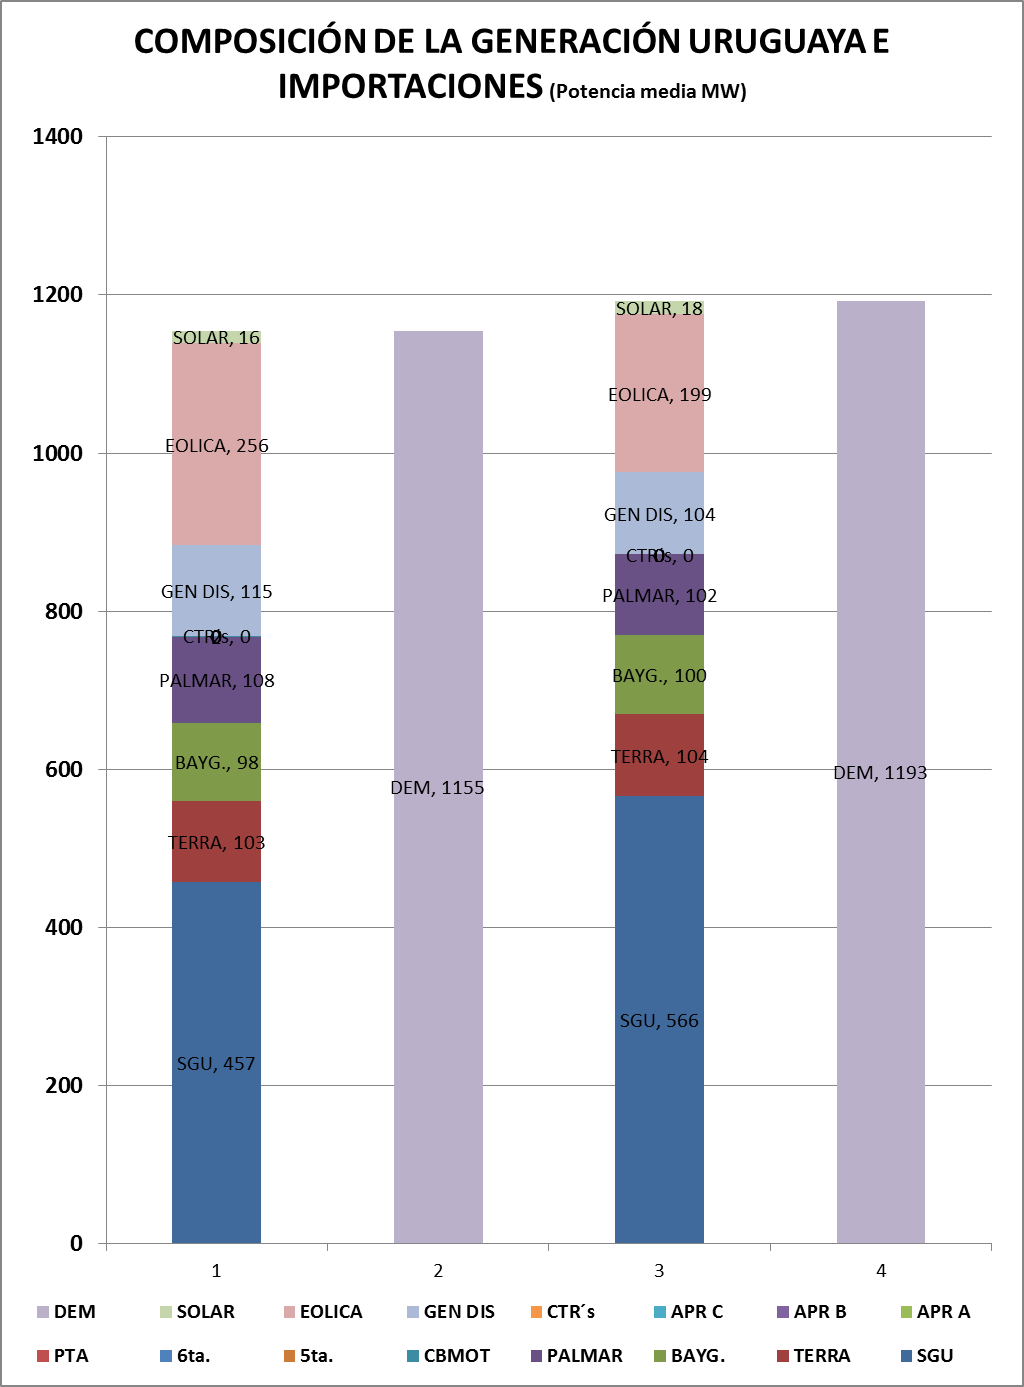 COMPOSICIÓN DE LA GENERACIÓN URUGUAYA E
IMPORTACIONES (Potencia media MW)
1400
1200
1000
800
600
400
200
0
SOLAR, 16
EOLICA, 256
GEN DIS, 115
CTR´s, 0
PALMAR, 108
BAYG., 98
TERRA, 103
SGU, 457
DEM, 1155
SOLAR, 18
EOLICA, 199
GEN DIS, 104
CTR´s, 0
PALMAR, 102
BAYG., 100
TERRA, 104
SGU, 566
DEM, 1193
1 2 3 4
DEM SOLAR EOLICA GEN DIS CTR´s APR C APR B APR A
PTA 6ta. 5ta. CBMOT PALMAR BAYG. TERRA SGU